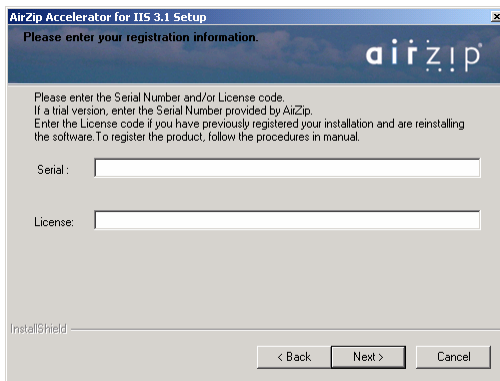 AirZip Accelerator for IIS 3.1 Setup
Please enter your registration information.
airzip
Please enter the Serial Number and/or License code.
If a trial version, enter the Serial Number provided by AirZip.
Enter the License code if you have previously registered your installation and are reinstalling
the software.To register the product, follow the procedures in manual.
Serial :
License:
InstallShield
< Back Next > Cancel